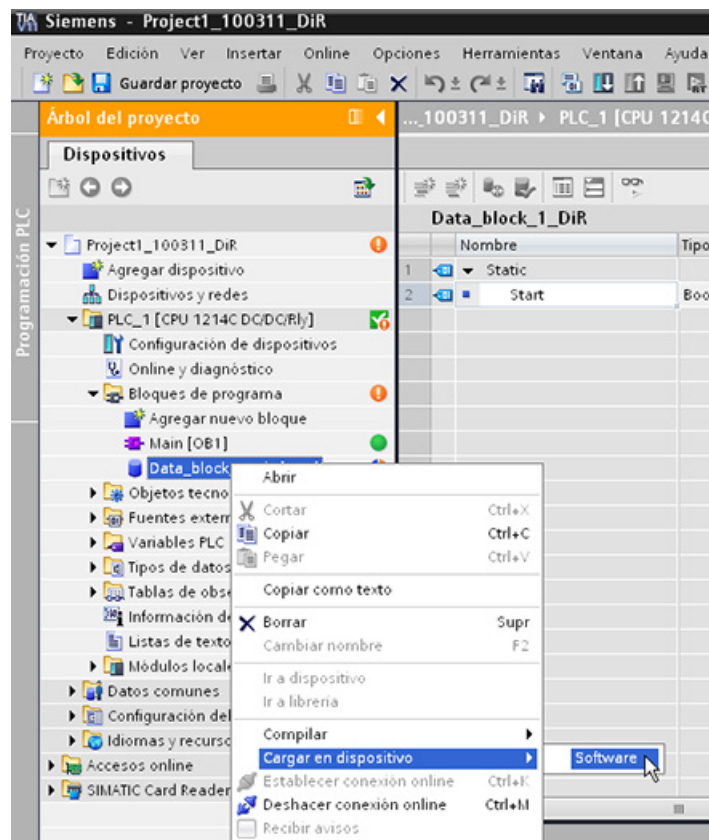 Siemens - Project1_100311_DiR
Proyecto Edición Ver Insertar Online Opciones Herramientas Ventana Ayuda
Guardar proyecto
Árbol del proyecto
..._100311_DiR ▸ PLC_1 [CPU 1214C
Dispositivos
Programación PLC
Data_block_1_DiR
Nombre Tipo
1 Static
2 Start Boo
Project1_100311_DiR
Agregar dispositivo
Dispositivos y redes
PLC_1 [CPU 1214C DC/DC/Rly]
Configuración de dispositivos
Online y diagnóstico
Bloques de programa
Agregar nuevo bloque
Main [OB1]
Data_block
Objetos tecno
Fuentes extern
Variables PLC
Tipos de datos
Tablas de obse
Información de
Listas de texto
Módulos locale
Datos comunes
Configuración del
Idiomas y recurso
Accesos online
SIMATIC Card Reader
Abrir
Cortar Ctrl+X
Copiar Ctrl+C
Pegar Ctrl+V
Copiar como texto
Borrar Supr
Cambiar nombre F2
Ir a dispositivo
Ir a librería
Compilar
Cargar en dispositivo
Software
Establecer conexión online Ctrl+K
Deshacer conexión online Ctrl+M
Recibir avisos